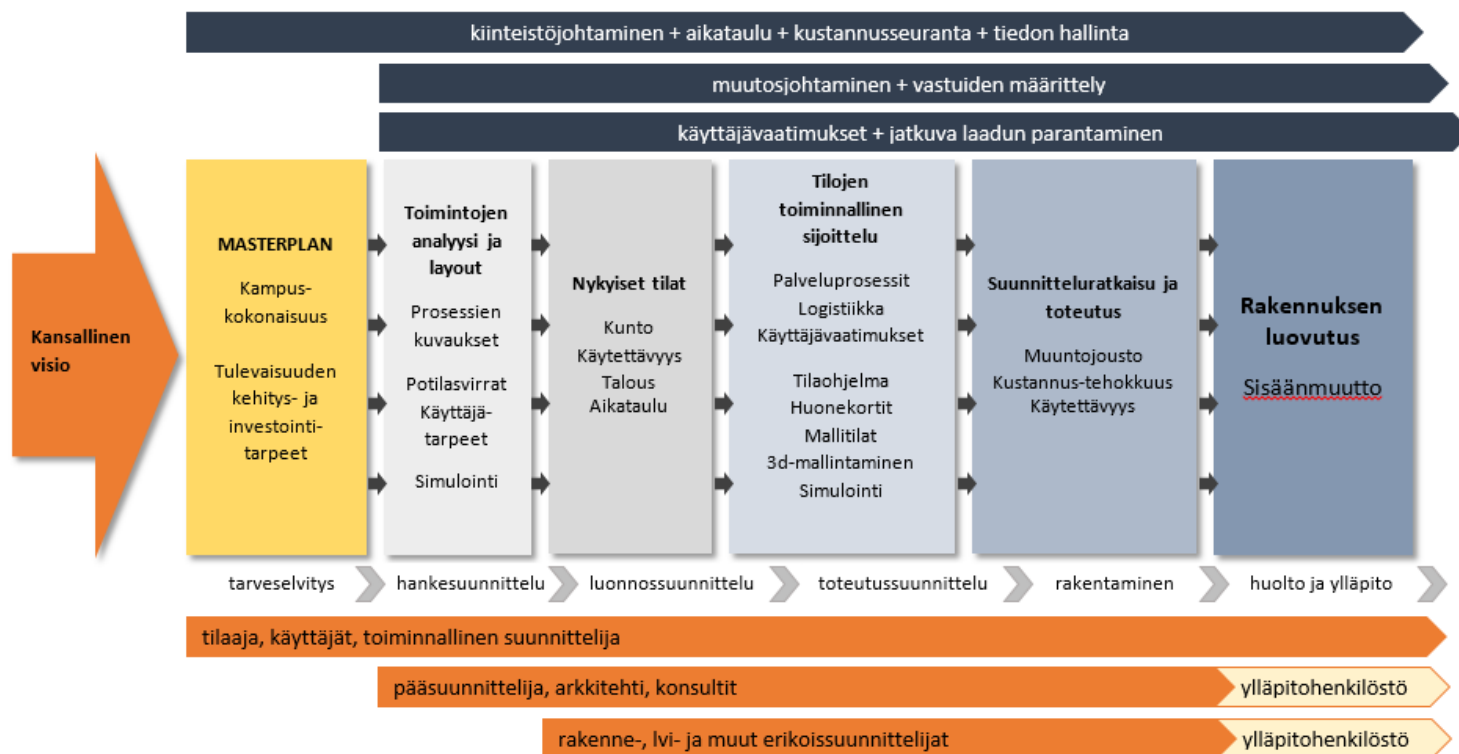 kiinteistöjohtaminen + aikataulu + kustannusseuranta + tiedon hallinta
muutosjohtaminen + vastuiden määrittely
käyttäjävaatimukset + jatkuva laadun parantaminen
Kansallinen
visio
MASTERPLAN
Kampus-
kokonaisuus
Tulevaisuuden
kehitys- ja
investointi-
tarpeet
Toimintojen
analyysi ja
layout
Prosessien
kuvaukset
Potilasvirrat
Käyttäjä-
tarpeet
Simulointi
Nykyiset tilat
Kunto
Käytettävyys
Talous
Aikataulu
Tilojen
toiminnallinen
sijoittelu
Palveluprosessit
Logistiikka
Käyttäjävaatimukset
Tilaohjelma
Huonekortit
Mallitilat
3d-mallintaminen
Simulointi
Suunnitteluratkaisu ja
toteutus
Muuntojousto
Kustannus-tehokkuus
Käytettävyys
Rakennuksen
luovutus
Sisäänmuutto
tarveselvitys
hankesuunnittelu
luonnossuunnittelu
toteutussuunnittelu
rakentaminen
huolto ja ylläpito
tilaaja, käyttäjät, toiminnallinen suunnittelija
pääsuunnittelija, arkkitehti, konsultit
ylläpitohenkilöstö
rakenne-, lvi- ja muut erikoissuunnittelijat
ylläpitohenkilöstö